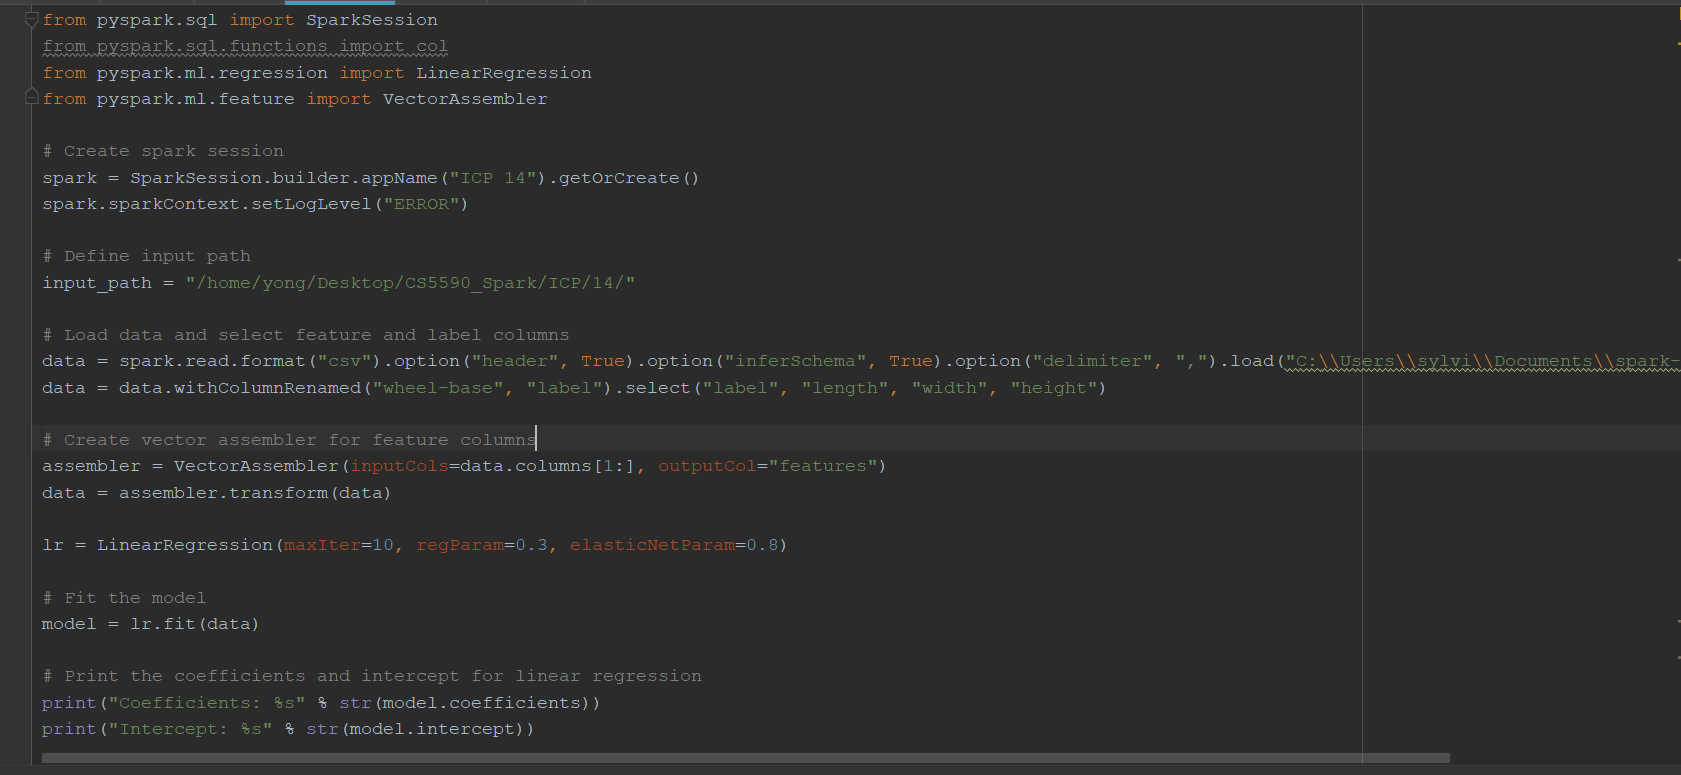 from pyspark.sql import SparkSession
from pyspark.sql.functions import col
from pyspark.ml.regression import LinearRegression
from pyspark.ml.feature import VectorAssembler
# Create spark session
spark = SparkSession.builder.appName("ICP 14").getOrCreate()
spark.sparkContext.setLogLevel("ERROR")
# Define input path
input_path = "/home/yong/Desktop/CS5590_Spark/ICP/14/"
# Load data and select feature and label columns
data = spark.read.format("csv").option("header", True).option("inferSchema", True).option("delimiter", ",").load("C:\\Users\\sylvi\\Documents\\spark-
data = data.withColumnRenamed("wheel-base", "label").select("label", "length", "width", "height")
# Create vector assembler for feature columns
assembler = VectorAssembler(inputCols=data.columns[1:], outputCol="features")
data = assembler.transform(data)
lr = LinearRegression(maxIter=10, regParam=0.3, elasticNetParam=0.8)
# Fit the model
model = lr.fit(data)
# Print the coefficients and intercept for linear regression
print("Coefficients: %s" % str(model.coefficients))
print("Intercept: %s" % str(model.intercept))